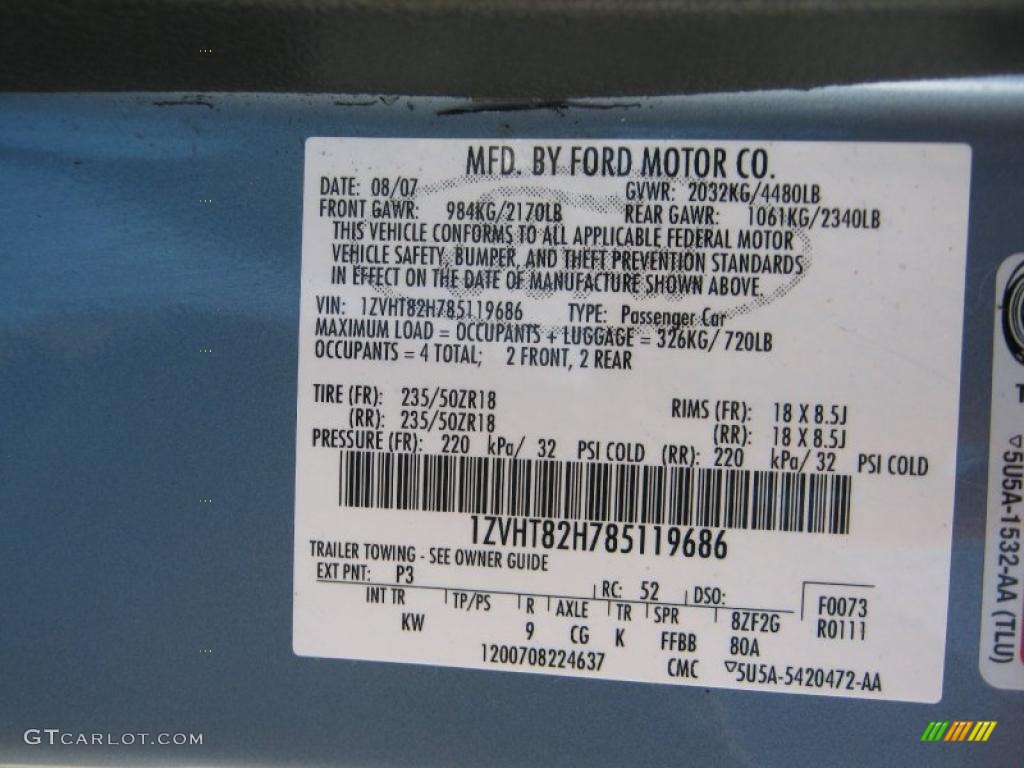 MFD. BY FORD MOTOR CO.
DATE: 08/07 GVWR: 2032KG/4480LB
FRONT GAWR: 984KG/2170LB REAR GAWR: 1061KG/2340LB
THIS VEHICLE CONFORMS TO ALL APPLICABLE FEDERAL MOTOR
VEHICLE SAFETY, BUMPER, AND THEFT PREVENTION STANDARDS
IN EFFECT ON THE DATE OF MANUFACTURE SHOWN ABOVE.
VIN: 1ZVHT82H785119686 TYPE: Passenger Car
MAXIMUM LOAD = OCCUPANTS + LUGGAGE = 326KG/ 720LB
OCCUPANTS = 4 TOTAL; 2 FRONT, 2 REAR
TIRE (FR): 235/50ZR18 RIMS (FR): 18 X 8.5J
(RR): 235/50ZR18 (RR): 18 X 8.5J
PRESSURE (FR): 220 kPa/ 32 PSI COLD (RR): 220 kPa/ 32 PSI COLD
1ZVHT82H785119686
TRAILER TOWING - SEE OWNER GUIDE
EXT PNT: P3 RC: 52 DSO: F0073
INT TR TP/PS R AXLE TR SPR 8ZF2G R0111
KW 9 CG K FFBB 80A
1200708224637 CMC ▽5U5A-5420472-AA
▽5U5A-1532-AA (TLU)
GTCARLOT.COM